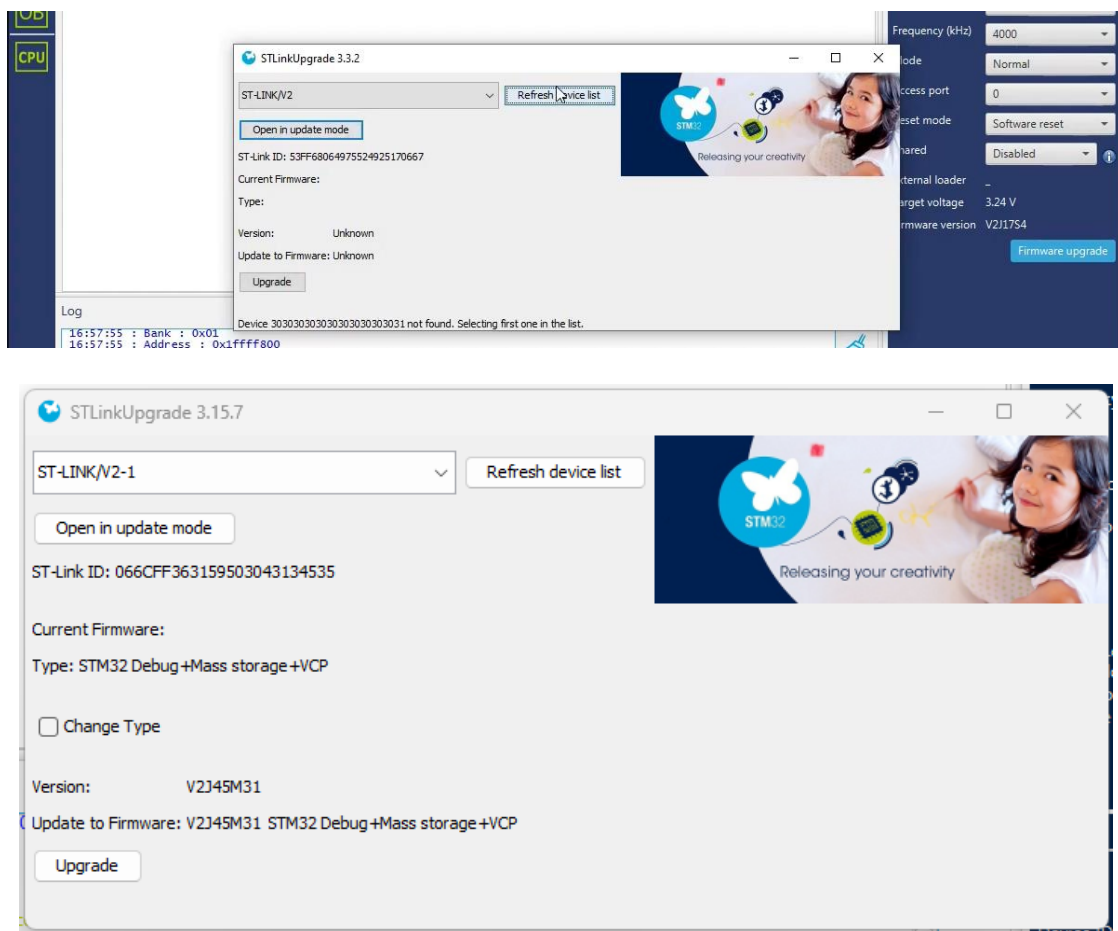 OB
CPU
STLinkUpgrade 3.3.2
ST-LINK/V2
Refresh device list
Open in update mode
ST-Link ID: 53FF68064975524925170667
Current Firmware:
Type:
Version: Unknown
Update to Firmware: Unknown
Upgrade
Device 303030303030303030303031 not found. Selecting first one in the list.
STM32
Releasing your creativity
Frequency (kHz) 4000
ode Normal
ccess port 0
eset mode Software reset
hared Disabled
xternal loader _
arget voltage 3.24 V
rmware version V2J17S4
Firmware upgrade
Log
16:57:55 : Bank : 0x01
16:57:55 : Address : 0x1ffff800
STLinkUpgrade 3.15.7
ST-LINK/V2-1
Refresh device list
Open in update mode
ST-Link ID: 066CFF363159503043134535
STM32
Releasing your creativity
Current Firmware:
Type: STM32 Debug+Mass storage+VCP
Change Type
Version: V2J45M31
Update to Firmware: V2J45M31 STM32 Debug+Mass storage+VCP
Upgrade